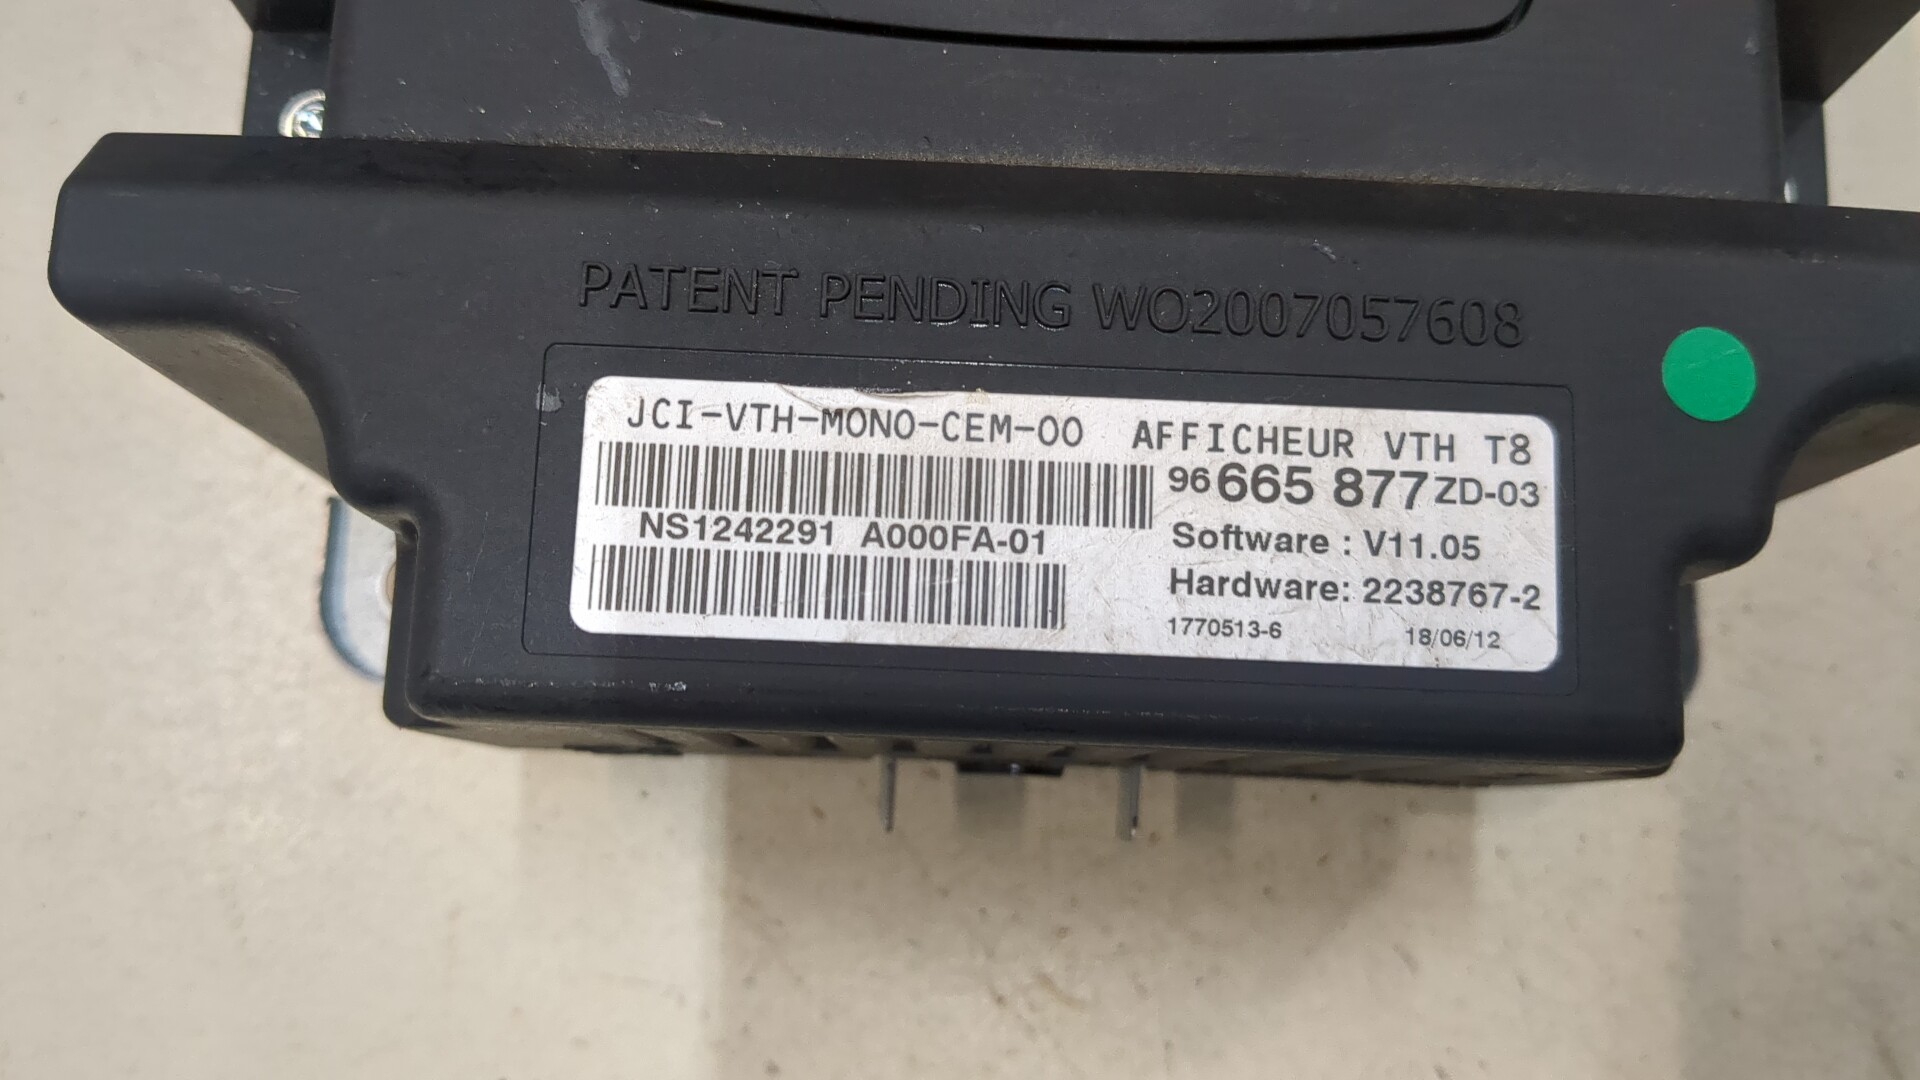 PATENT PENDING WO2007057608
JCI-VTH-MONO-CEM-00 AFFICHEUR VTH T8
96 665 877 ZD-03
NS1242291 A000FA-01
Software : V11.05
Hardware: 2238767-2
1770513-6 18/06/12